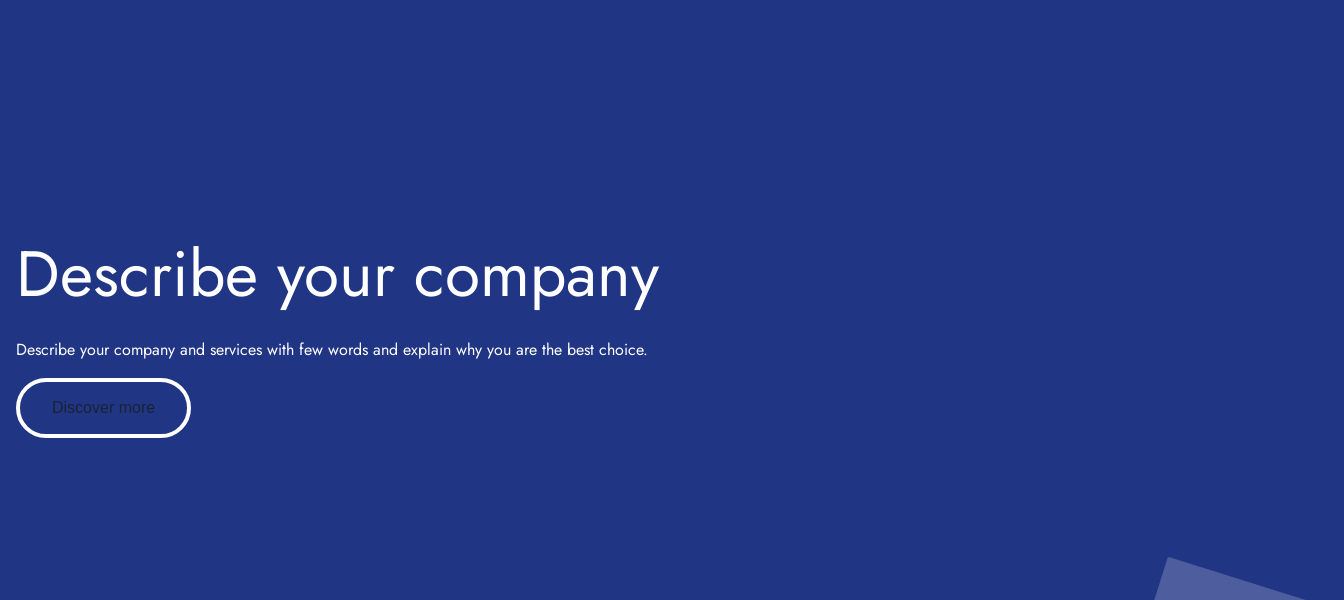 Describe your company
Describe your company and services with few words and explain why you are the best choice.
Discover more